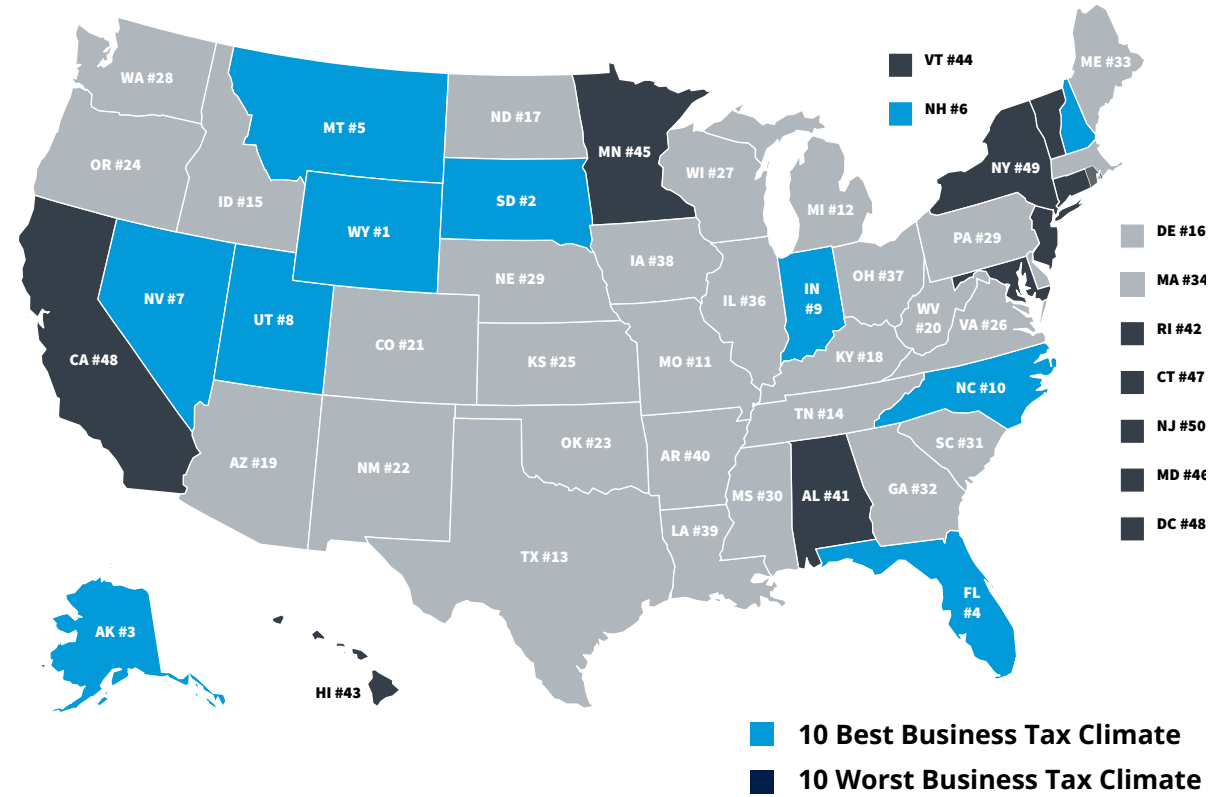 ME #33
VT #44
WA #28
NH #6
ND #17
MT #5
MN #45
OR #24
NY #49
WI #27
SD #2
ID #15
MI #12
WY #1
DE #16
PA #29
IA #38
OH #37
NE #29
MA #34
IN
#9
NV #7
IL #36
WV
#20
UT #8
VA #26
RI #42
CO #21
CA #48
KY #18
KS #25
MO #11
CT #47
NC #10
TN #14
NJ #50
OK #23
SC #31
AR #40
AZ #19
NM #22
MD #46
GA #32
MS #30
AL #41
DC #48
LA #39
TX #13
FL
#4
AK #3
HI #43
10 Best Business Tax Climate
10 Worst Business Tax Climate